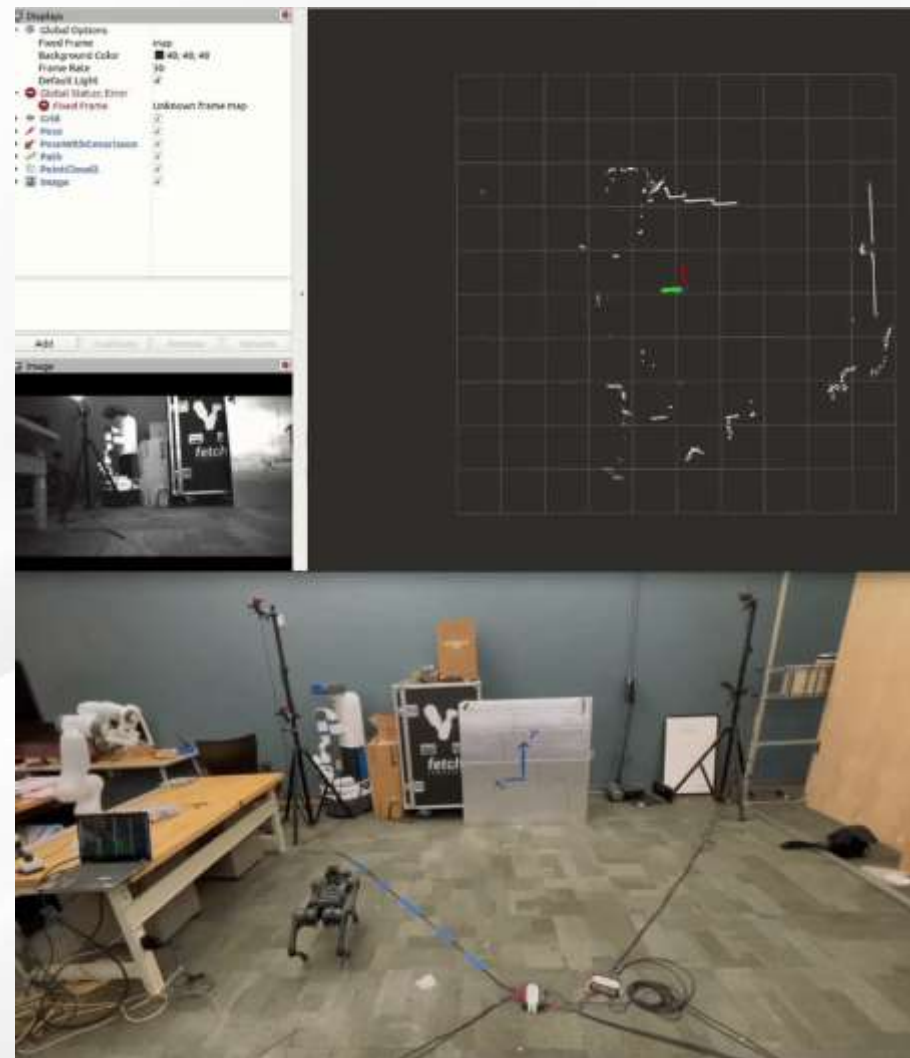 Displays
Global Options
Fixed Frame map
Background Color 40, 40, 40
Frame Rate 30
Default Light
Global Status: Error
Fixed Frame Unknown frame map
Grid
Pose
PoseWithCovariance
Path
PointCloud2
Image
Add
Image
fetch
fetch